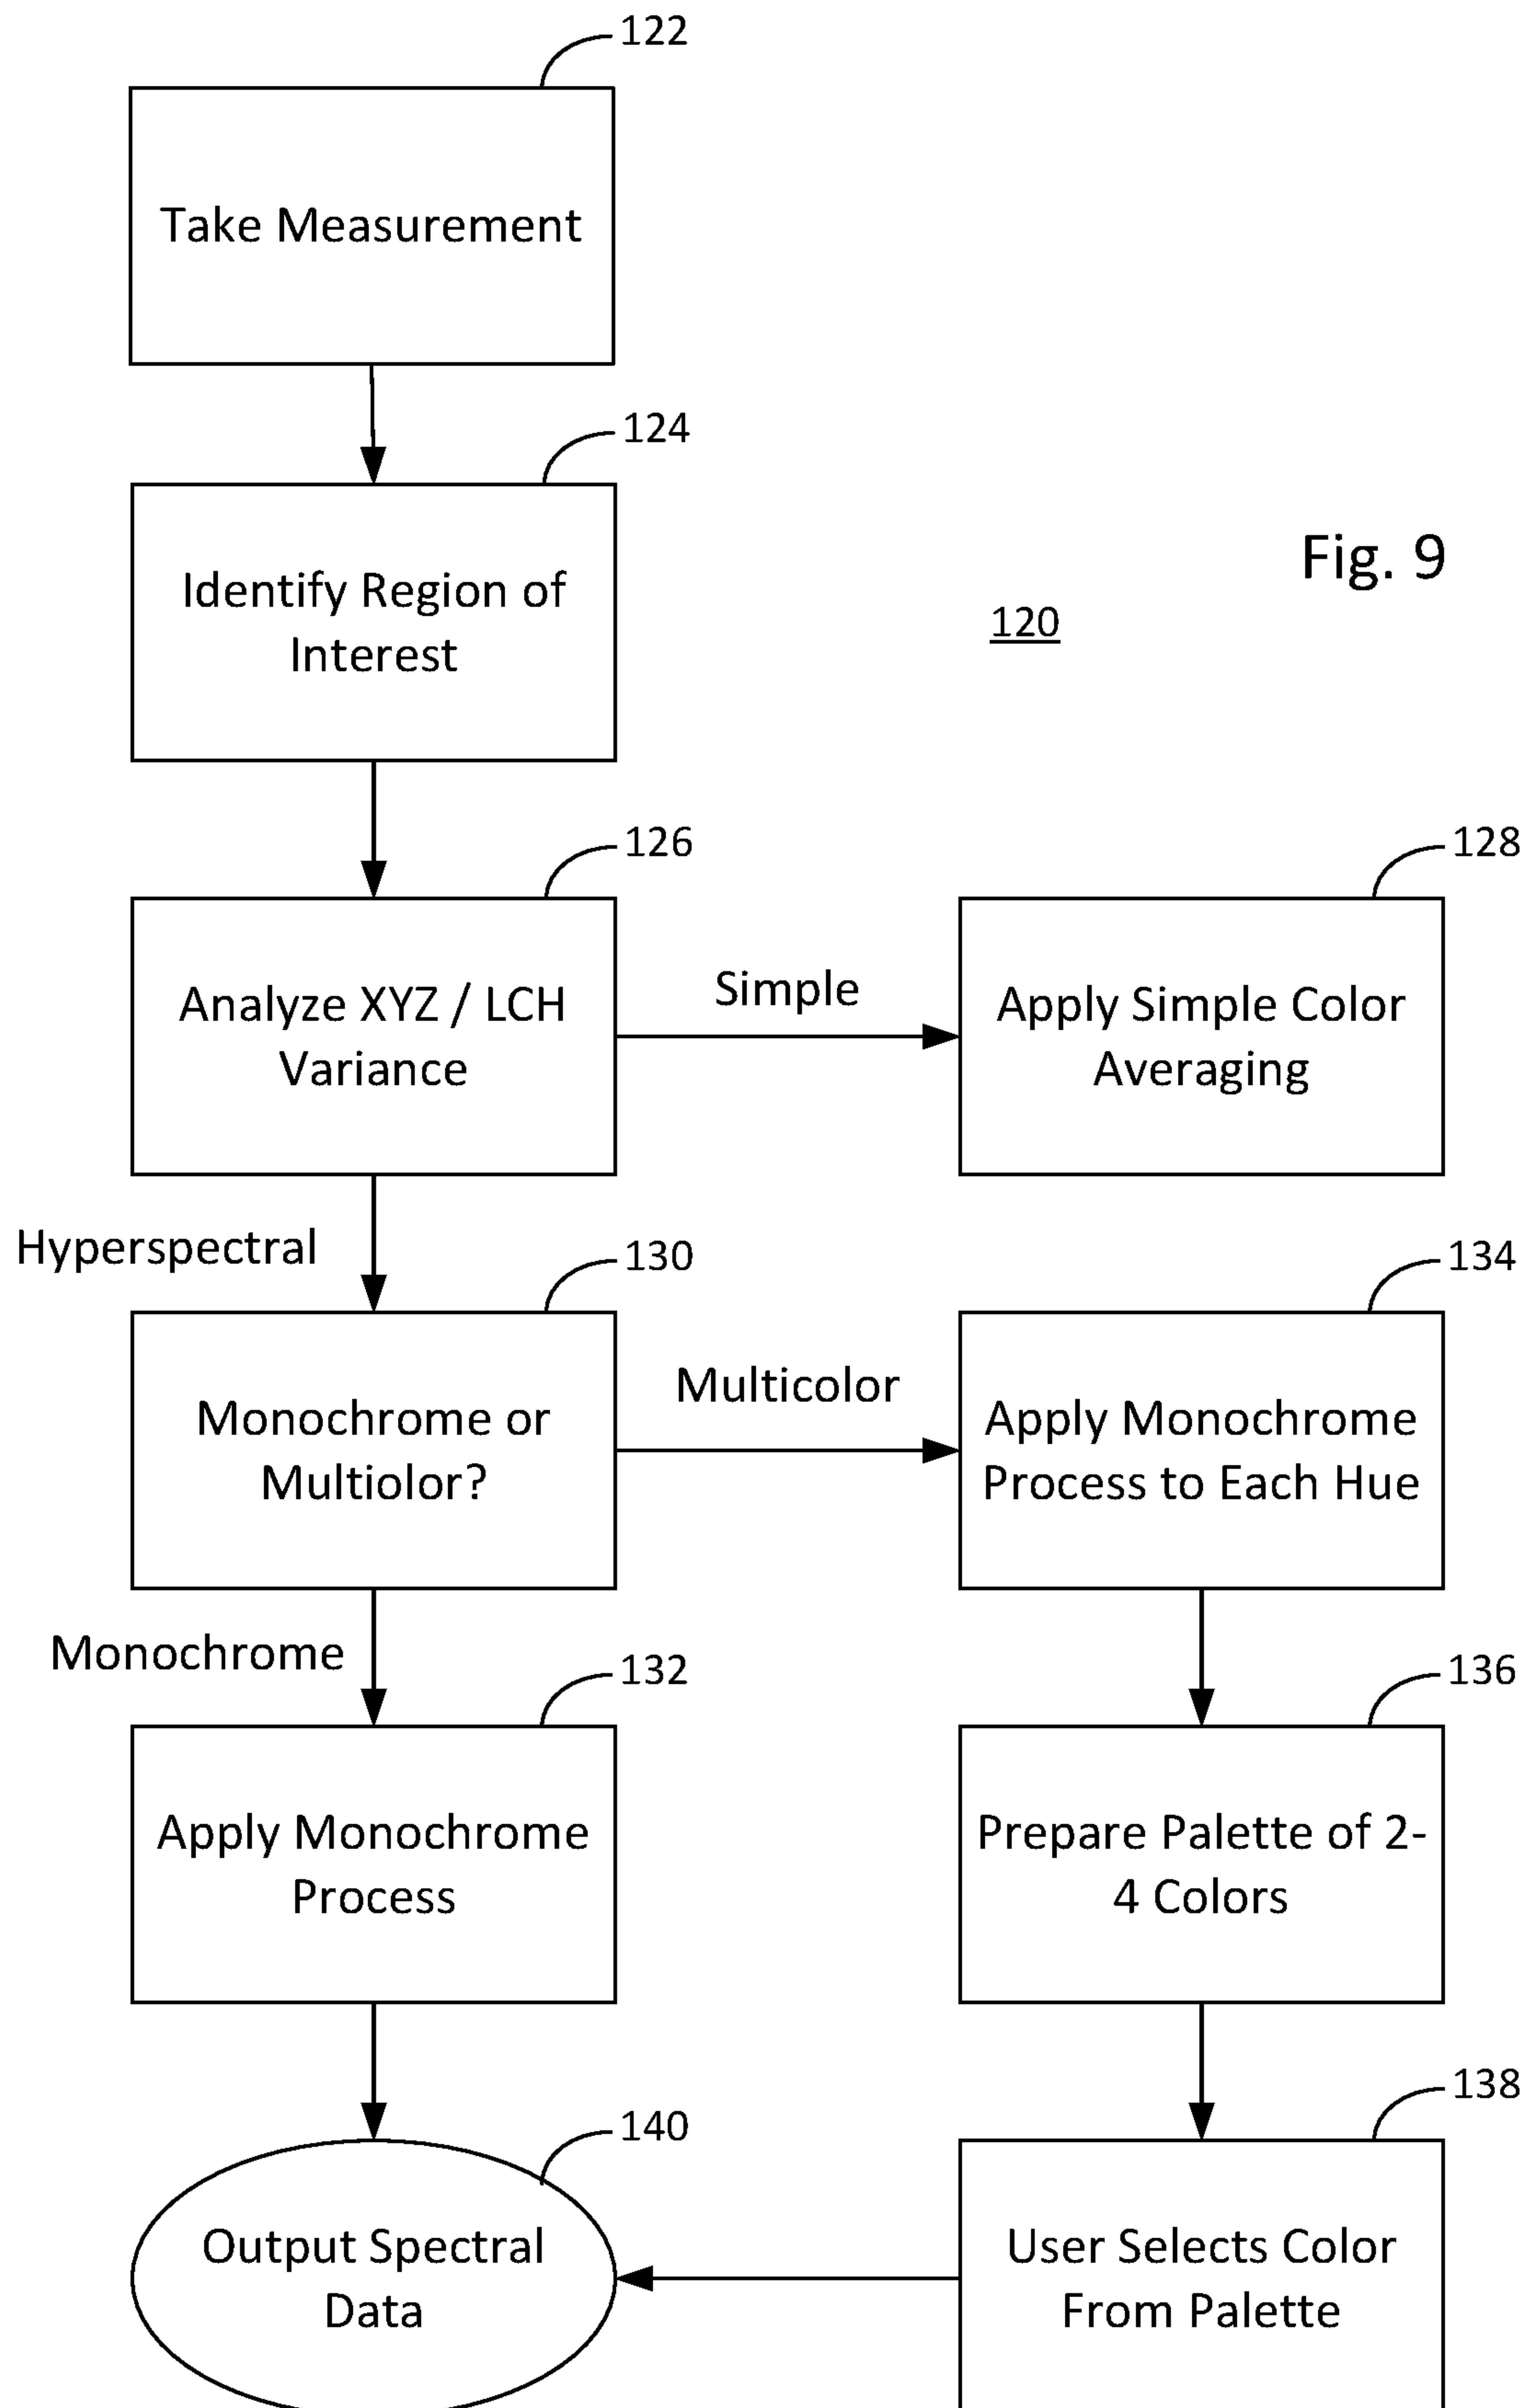 122
Take Measurement
124
Identify Region of
Interest
Fig. 9
120
126
128
Analyze XYZ / LCH
Variance
Simple
Apply Simple Color
Averaging
Hyperspectral
130
134
Monochrome or
Multiolor?
Multicolor
Apply Monochrome
Process to Each Hue
Monochrome
132
136
Apply Monochrome
Process
Prepare Palette of 2-
4 Colors
140
138
Output Spectral
Data
User Selects Color
From Palette